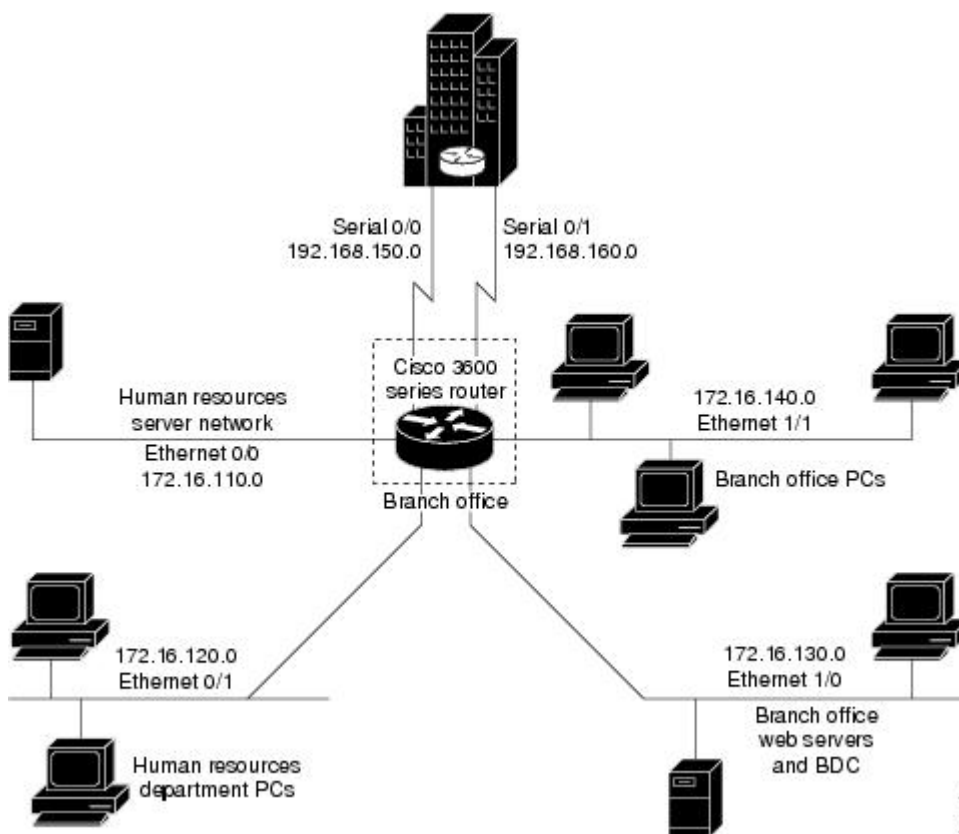 Serial 0/0
192.168.150.0
Serial 0/1
192.168.160.0
Cisco 3600
series router
Human resources
server network
Ethernet 0/0
172.16.110.0
172.16.140.0
Ethernet 1/1
Branch office PCs
Branch office
172.16.120.0
Ethernet 0/1
Human resources
department PCs
172.16.130.0
Ethernet 1/0
Branch office
web servers
and BDC